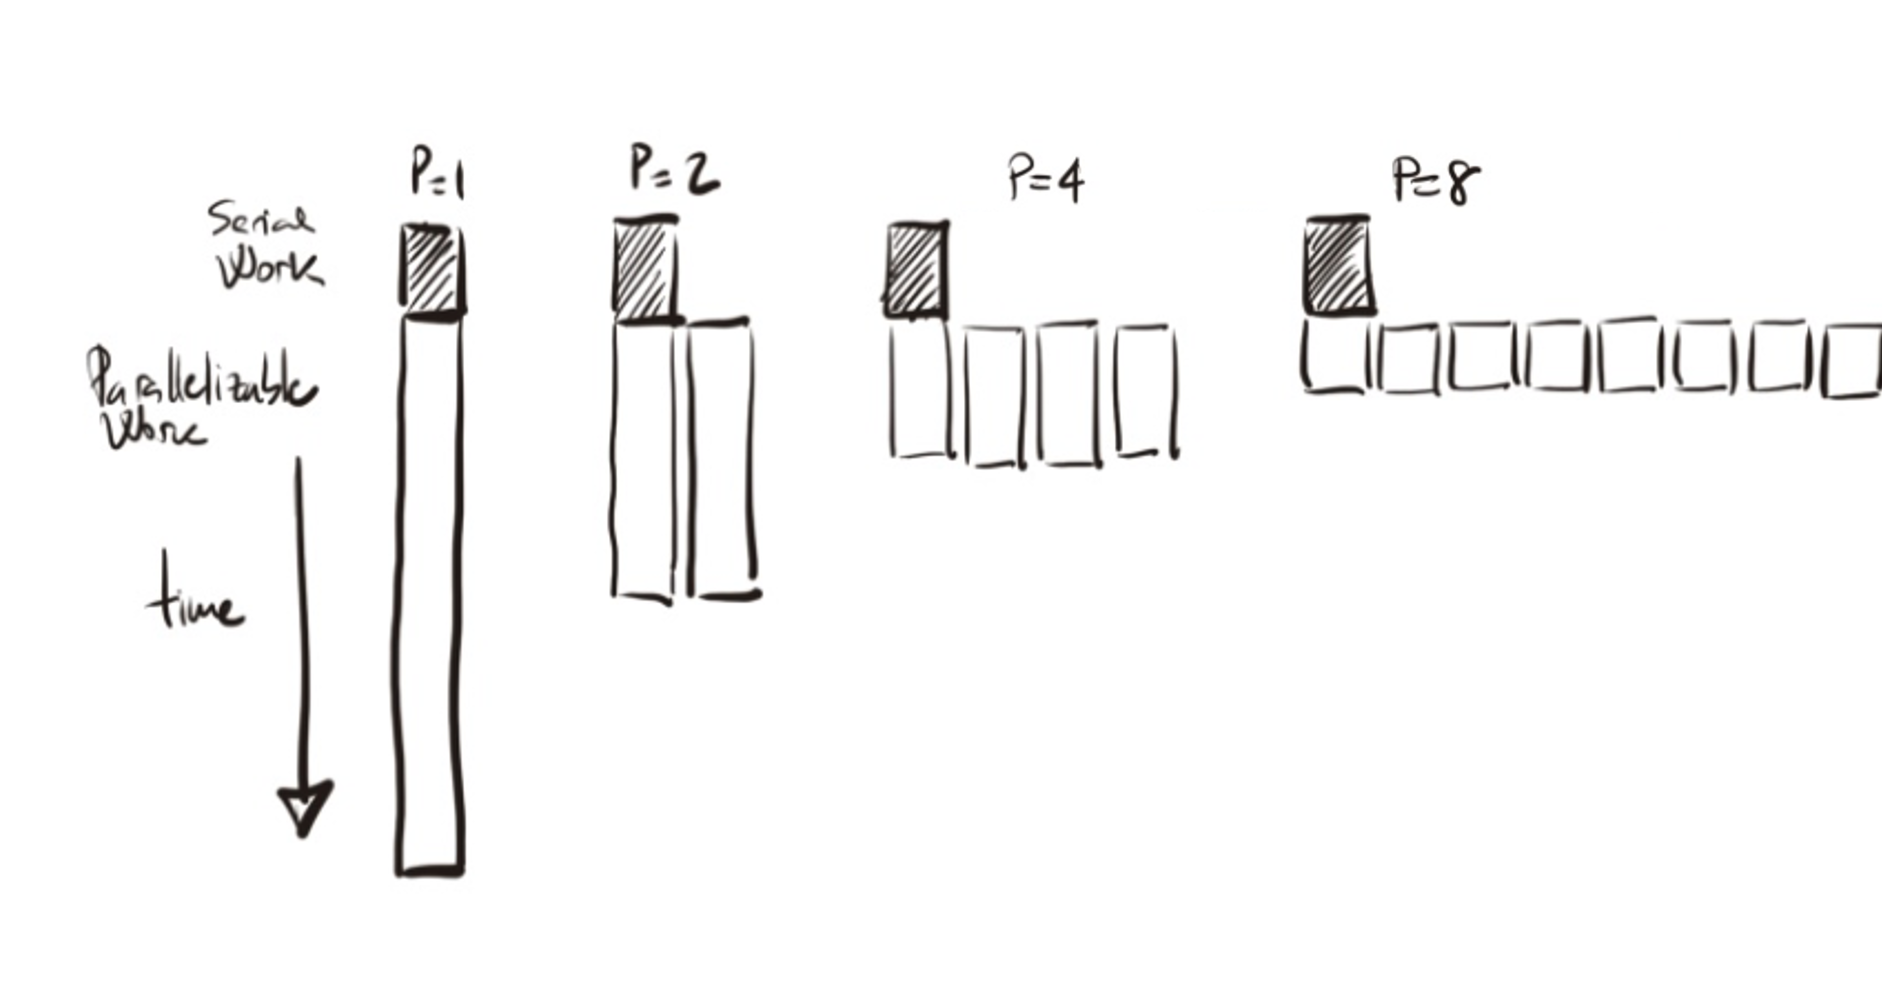 P=1
P=2
P=4
P=8
Serial
Work
Parallelizable
Work
time